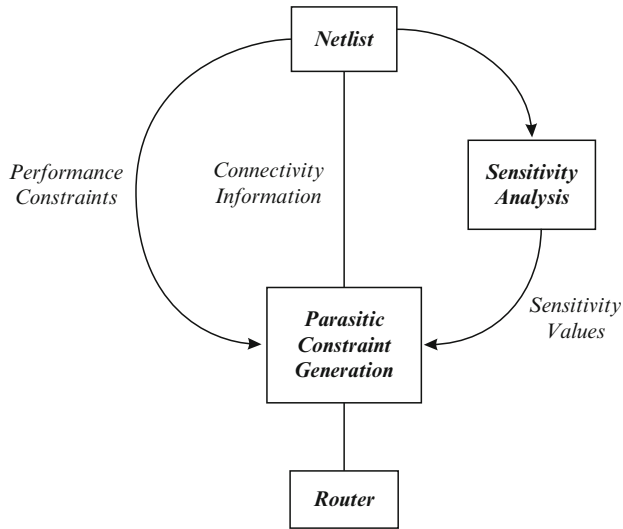 Netlist
Performance
Constraints
Connectivity
Information
Sensitivity
Analysis
Sensitivity
Values
Parasitic
Constraint
Generation
Router